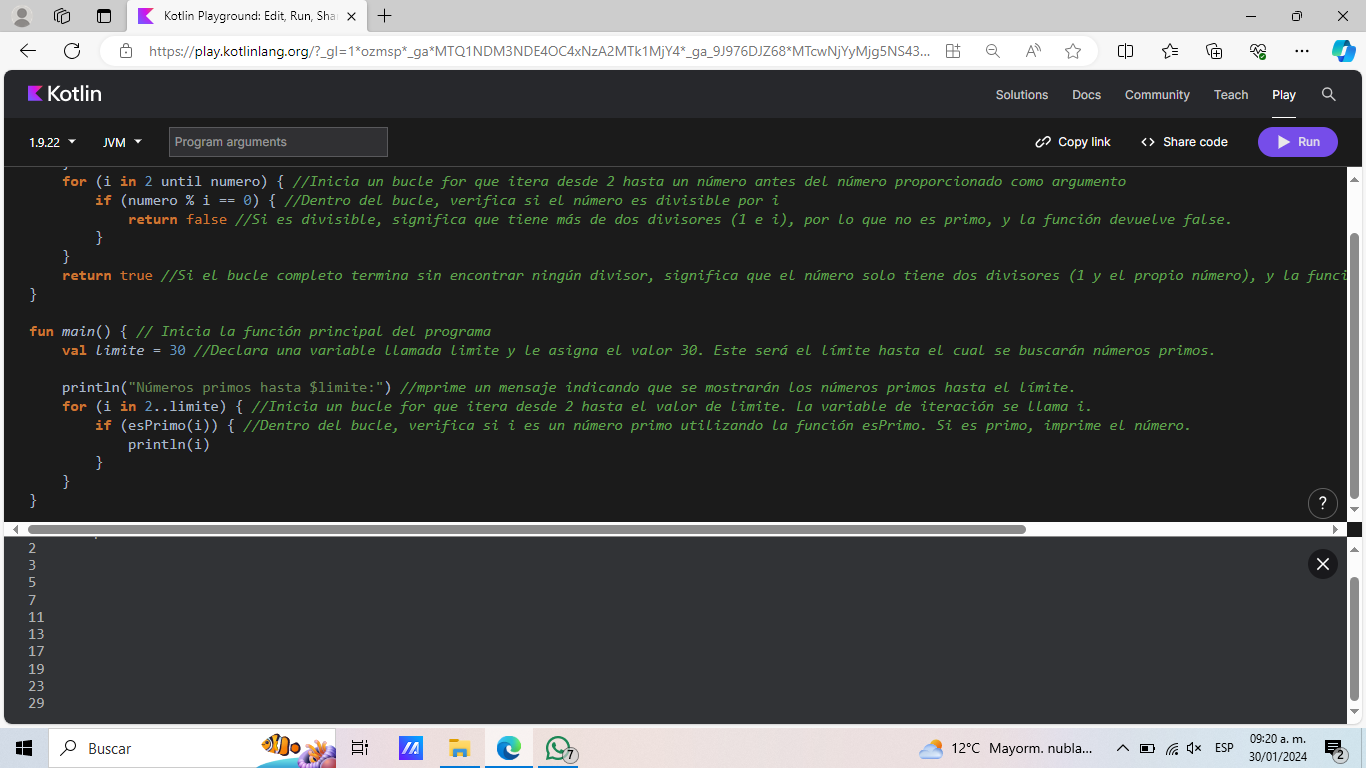 Kotlin Playground: Edit, Run, Shar
https://play.kotlinlang.org/?_gl=1*ozmsp*_ga*MTQ1NDM3NDE4OC4xNzA2MTk1MjY4*_ga_9J976DJZ68*MTcwNjYyMjg5NS43...
Kotlin
Solutions Docs Community Teach Play
1.9.22 JVM Program arguments Copy link Share code Run
}
for (i in 2 until numero) { //Inicia un bucle for que itera desde 2 hasta un número antes del número proporcionado como argumento
if (numero % i == 0) { //Dentro del bucle, verifica si el número es divisible por i
return false //Si es divisible, significa que tiene más de dos divisores (1 e i), por lo que no es primo, y la función devuelve false.
}
}
return true //Si el bucle completo termina sin encontrar ningún divisor, significa que el número solo tiene dos divisores (1 y el propio número), y la funci
}
fun main() { // Inicia la función principal del programa
val limite = 30 //Declara una variable llamada limite y le asigna el valor 30. Este será el límite hasta el cual se buscarán números primos.
println("Números primos hasta $limite:") //mprime un mensaje indicando que se mostrarán los números primos hasta el límite.
for (i in 2..limite) { //Inicia un bucle for que itera desde 2 hasta el valor de limite. La variable de iteración se llama i.
if (esPrimo(i)) { //Dentro del bucle, verifica si i es un número primo utilizando la función esPrimo. Si es primo, imprime el número.
println(i)
}
}
}
?
2
3
5
7
11
13
17
19
23
29
Buscar
7
12°C Mayorm. nubla...
ESP
09:20 a. m.
30/01/2024
2